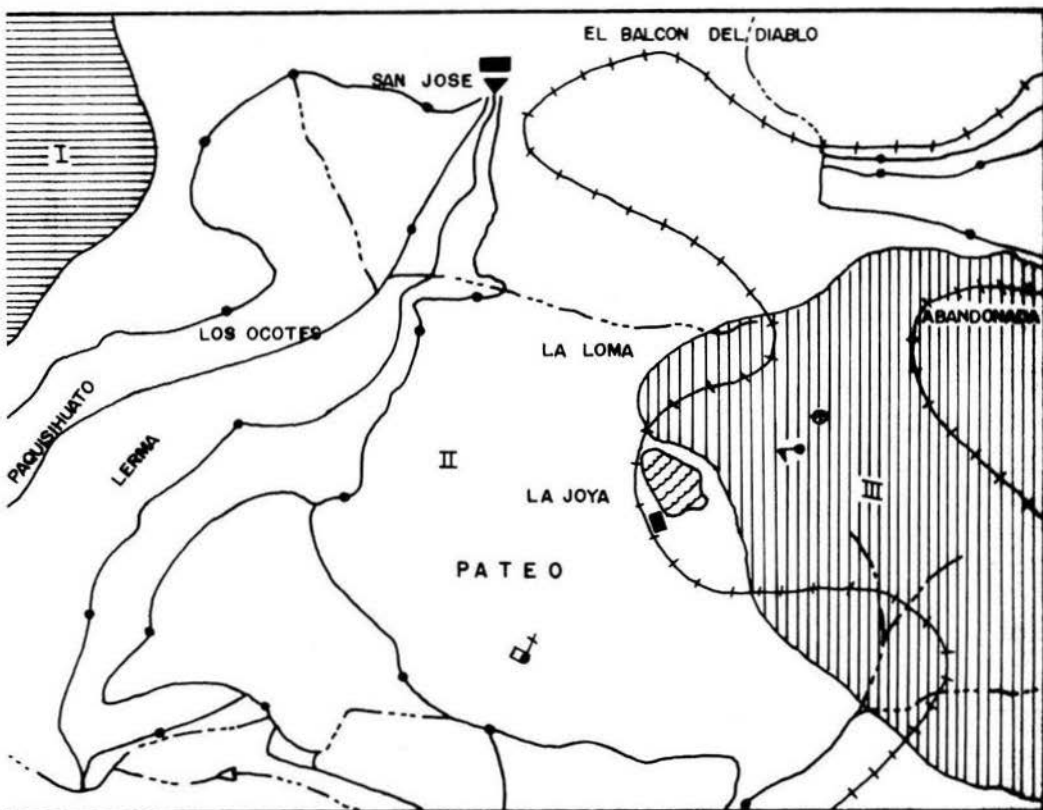 EL BALCON DEL DIABLO
SAN JOSE
I
ABANDONADA
LOS OCOTES
LA LOMA
PAQUISIHUATO
LERMA
II
III
LA JOYA
PATEO